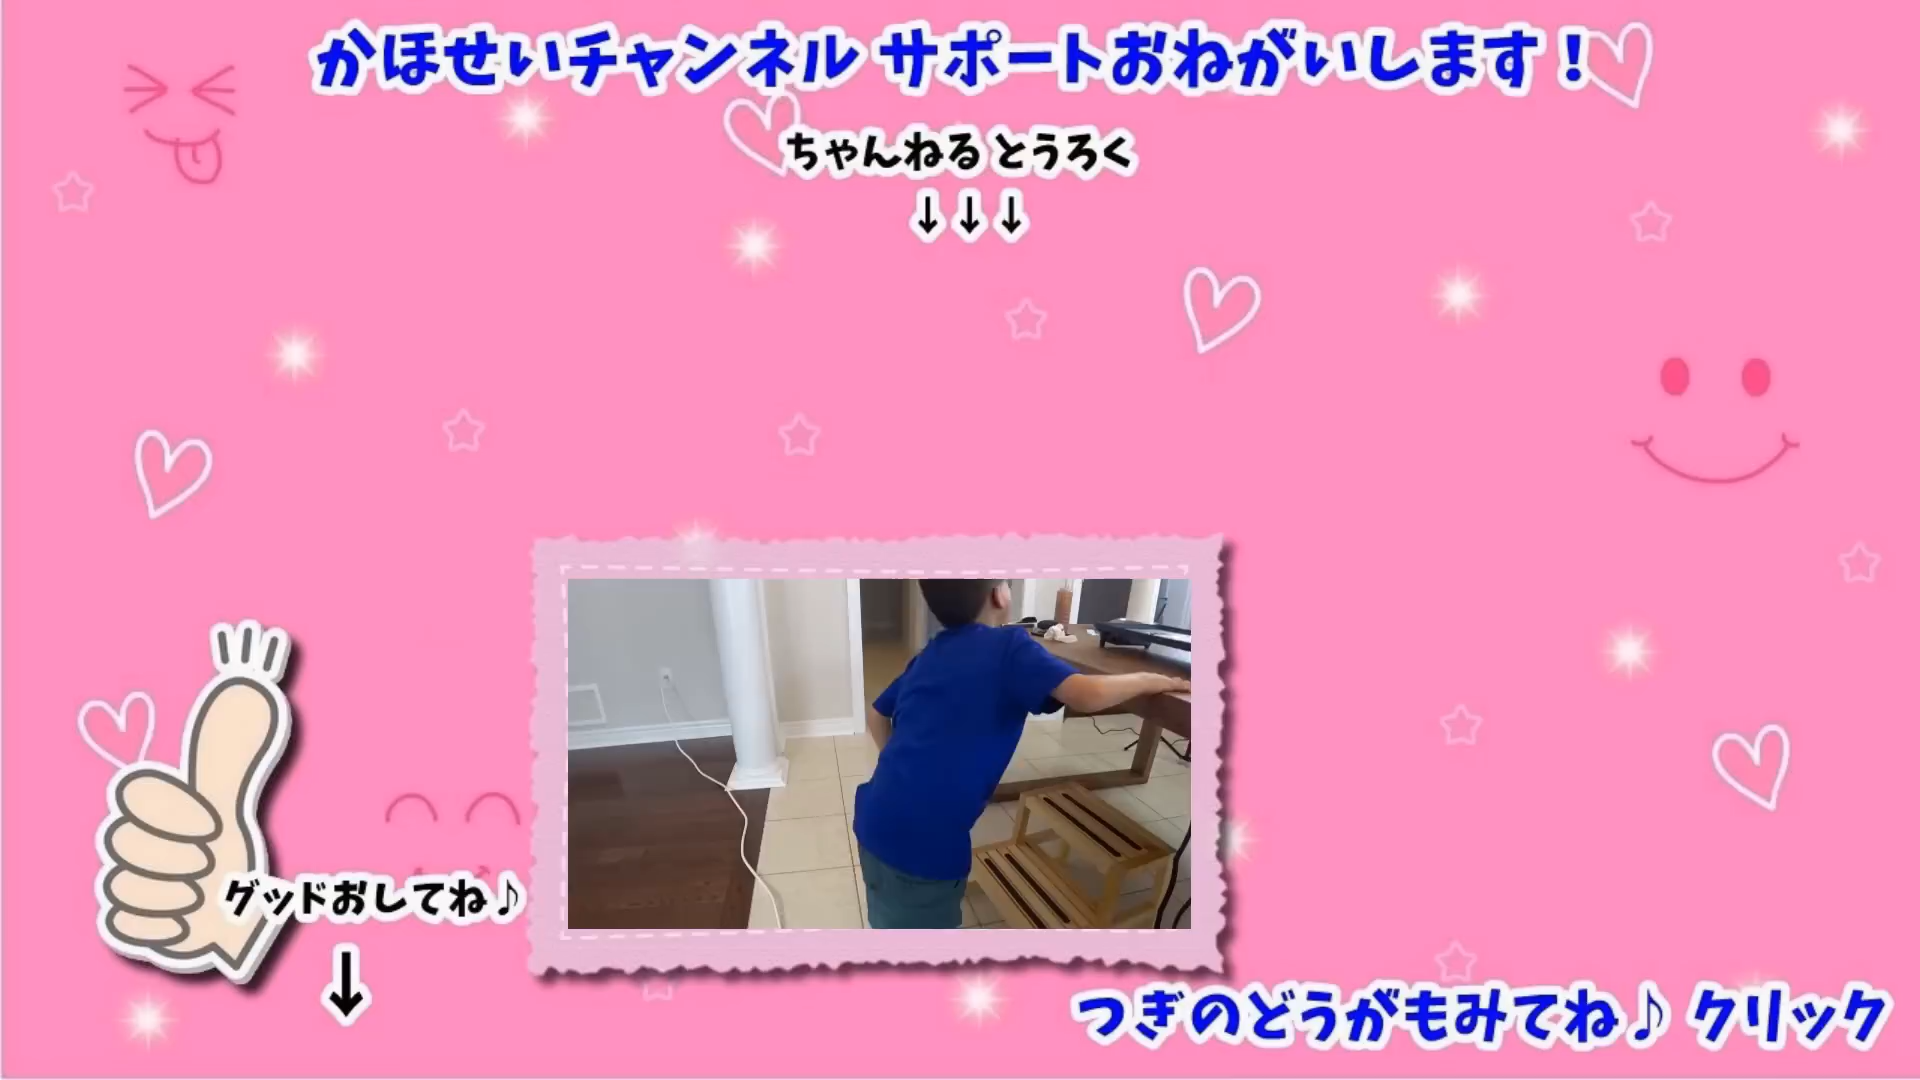 かほせいチャンネル サポートおねがいします！
ちゃんねる とうろく
↓↓↓
グッドおしてね♪
↓
つぎのどうがもみてね♪ クリック